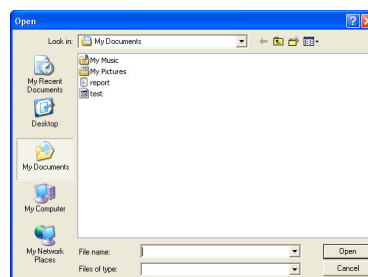 Open
Look in:
My Documents
My Recent
Documents
Desktop
My Documents
My Computer
My Network
Places
My Music
My Pictures
report
test
File name:
Open
Files of type:
Cancel